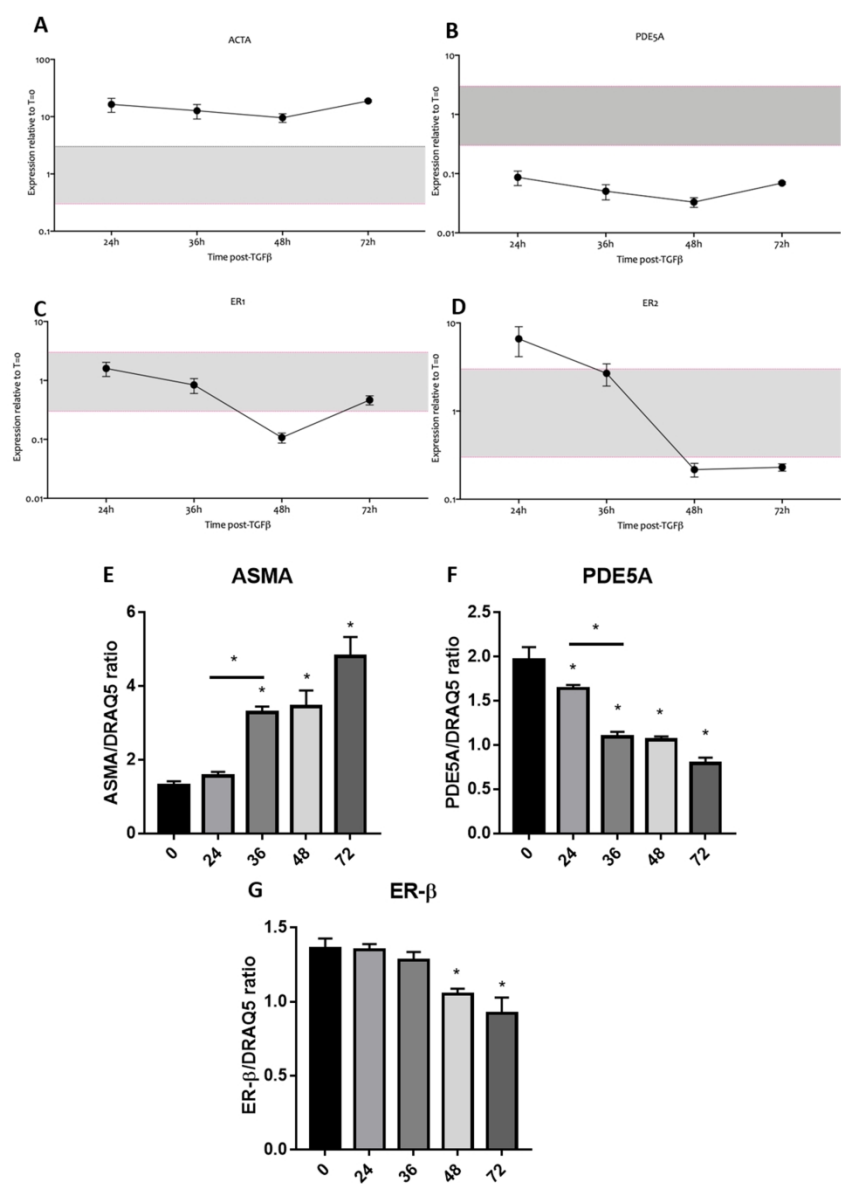 A
ACTA
Expression relative to T=0
100
10
1
0.1
24h 36h 48h 72h
Time post-TGFβ
B
PDE5A
Expression relative to T=0
10
1
0.1
0.01
24h 36h 48h 72h
Time post-TGFβ
C
ER1
Expression relative to T=0
10
1
0.1
0.01
24h 36h 48h 72h
Time post-TGFβ
D
ER2
Expression relative to T=0
10
1
0.1
24h 36h 48h 72h
Time post-TGFβ
E
ASMA
ASMA/DRAQ5 ratio
6
4
2
0
*
*
*
*
0 24 36 48 72
F
PDE5A
PDE5A/DRAQ5 ratio
2.5
2.0
1.5
1.0
0.5
0.0
*
*
*
*
*
0 24 36 48 72
G
ER-β
ER-β/DRAQ5 ratio
1.5
1.0
0.5
0.0
*
*
0 24 36 48 72